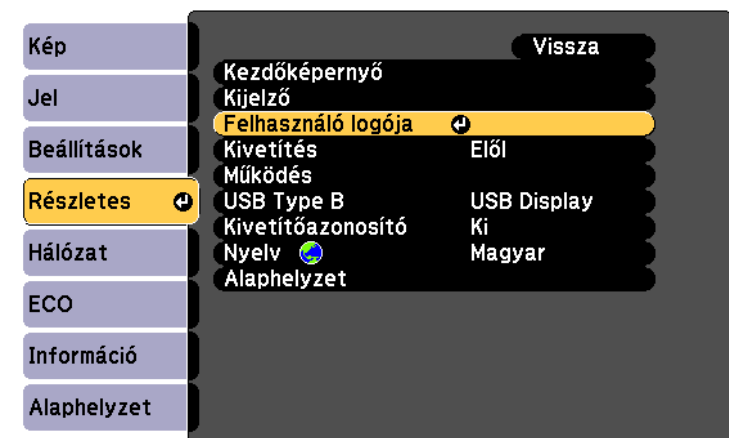 Kép
Jel
Beállítások
Részletes
Hálózat
ECO
Információ
Alaphelyzet
Vissza
Kezdőképernyő
Kijelző
Felhasználó logója
Kivetítés Elől
Működés
USB Type B USB Display
Kivetítőazonosító Ki
Nyelv Magyar
Alaphelyzet